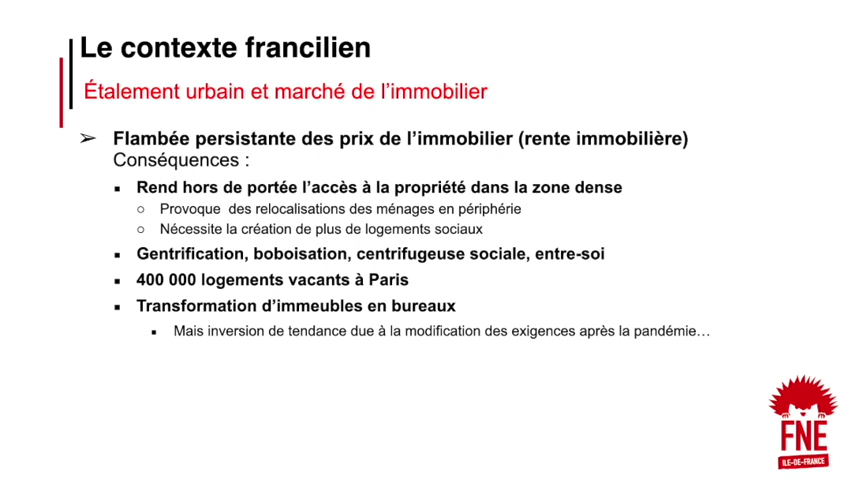 Le contexte francilien
Étalement urbain et marché de l’immobilier
➢ Flambée persistante des prix de l’immobilier (rente immobilière)
Conséquences :
▪ Rend hors de portée l’accès à la propriété dans la zone dense
○ Provoque des relocalisations des ménages en périphérie
○ Nécessite la création de plus de logements sociaux
▪ Gentrification, boboisation, centrifugeuse sociale, entre-soi
▪ 400 000 logements vacants à Paris
▪ Transformation d’immeubles en bureaux
▪ Mais inversion de tendance due à la modification des exigences après la pandémie…
FNE
ILE-DE-FRANCE